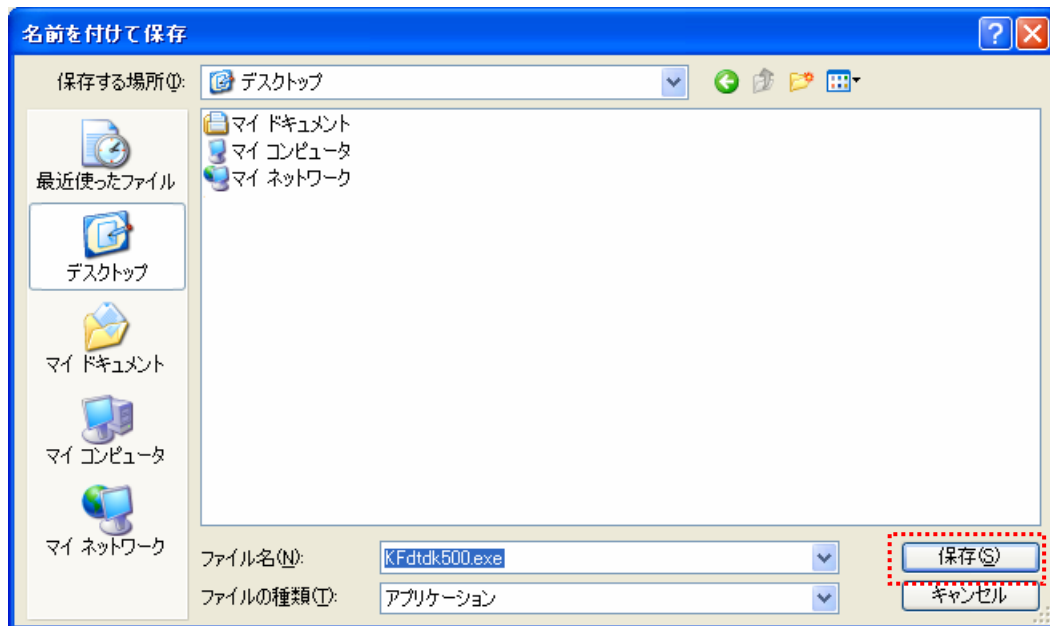 名前を付けて保存
保存する場所(I):
デスクトップ
最近使ったファイル
デスクトップ
マイ ドキュメント
マイ コンピュータ
マイ ネットワーク
マイ ドキュメント
マイ コンピュータ
マイ ネットワーク
ファイル名(N):
KFdtdk500.exe
保存(S)
ファイルの種類(T):
アプリケーション
キャンセル